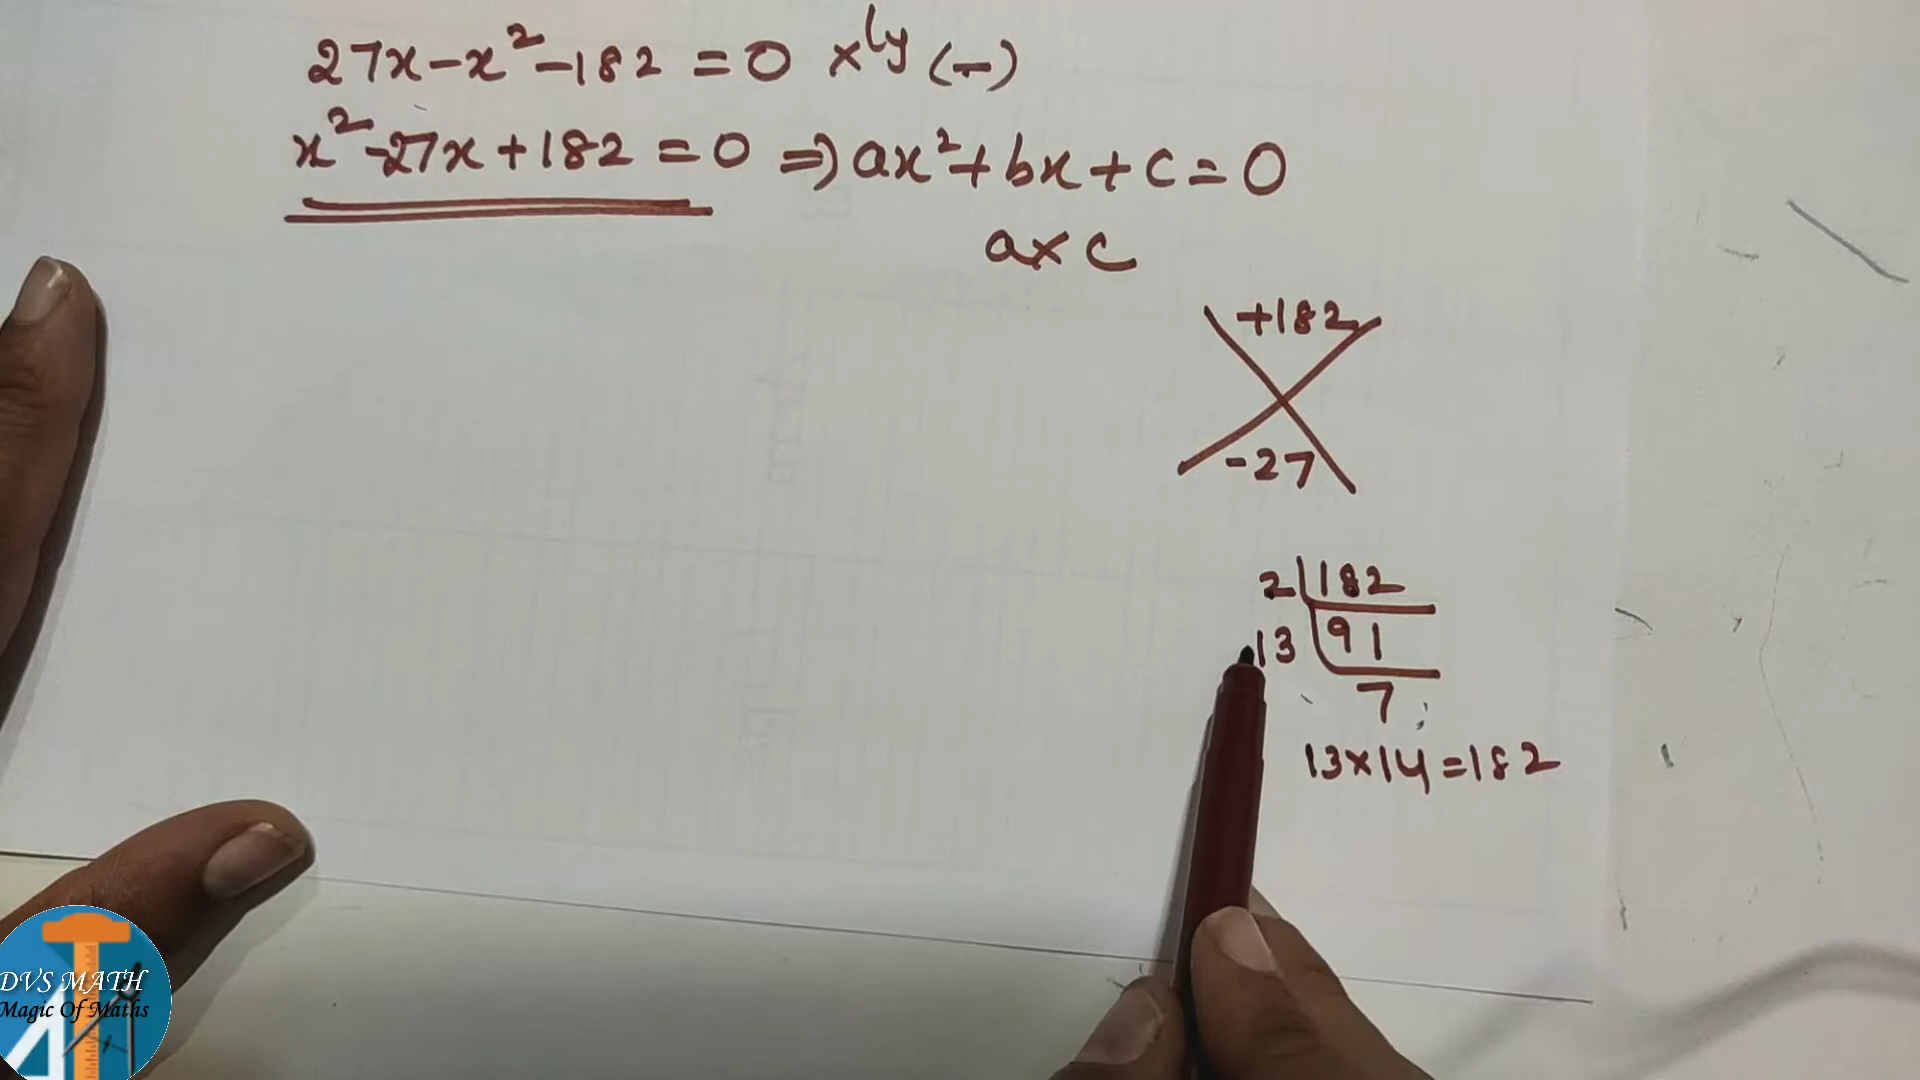 27x-x²-182=0 xly (-)
x²-27x+182=0 ⇒ ax²+bx+c=0
a×c
+182
-27
2 182
13 91
7
13×14=182
DVS MATH
Magic Of Maths